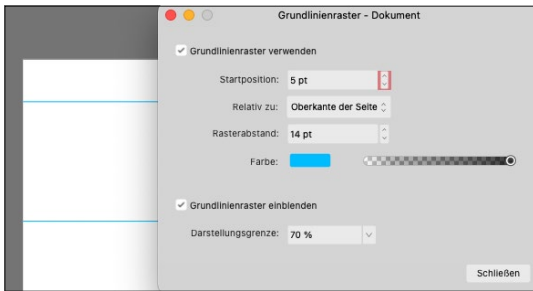 Grundlinienraster – Dokument
Grundlinienraster verwenden
Startposition: 5 pt
Relativ zu: Oberkante der Seite
Rasterabstand: 14 pt
Farbe:
Grundlinienraster einblenden
Darstellungsgrenze: 70 %
Schließen